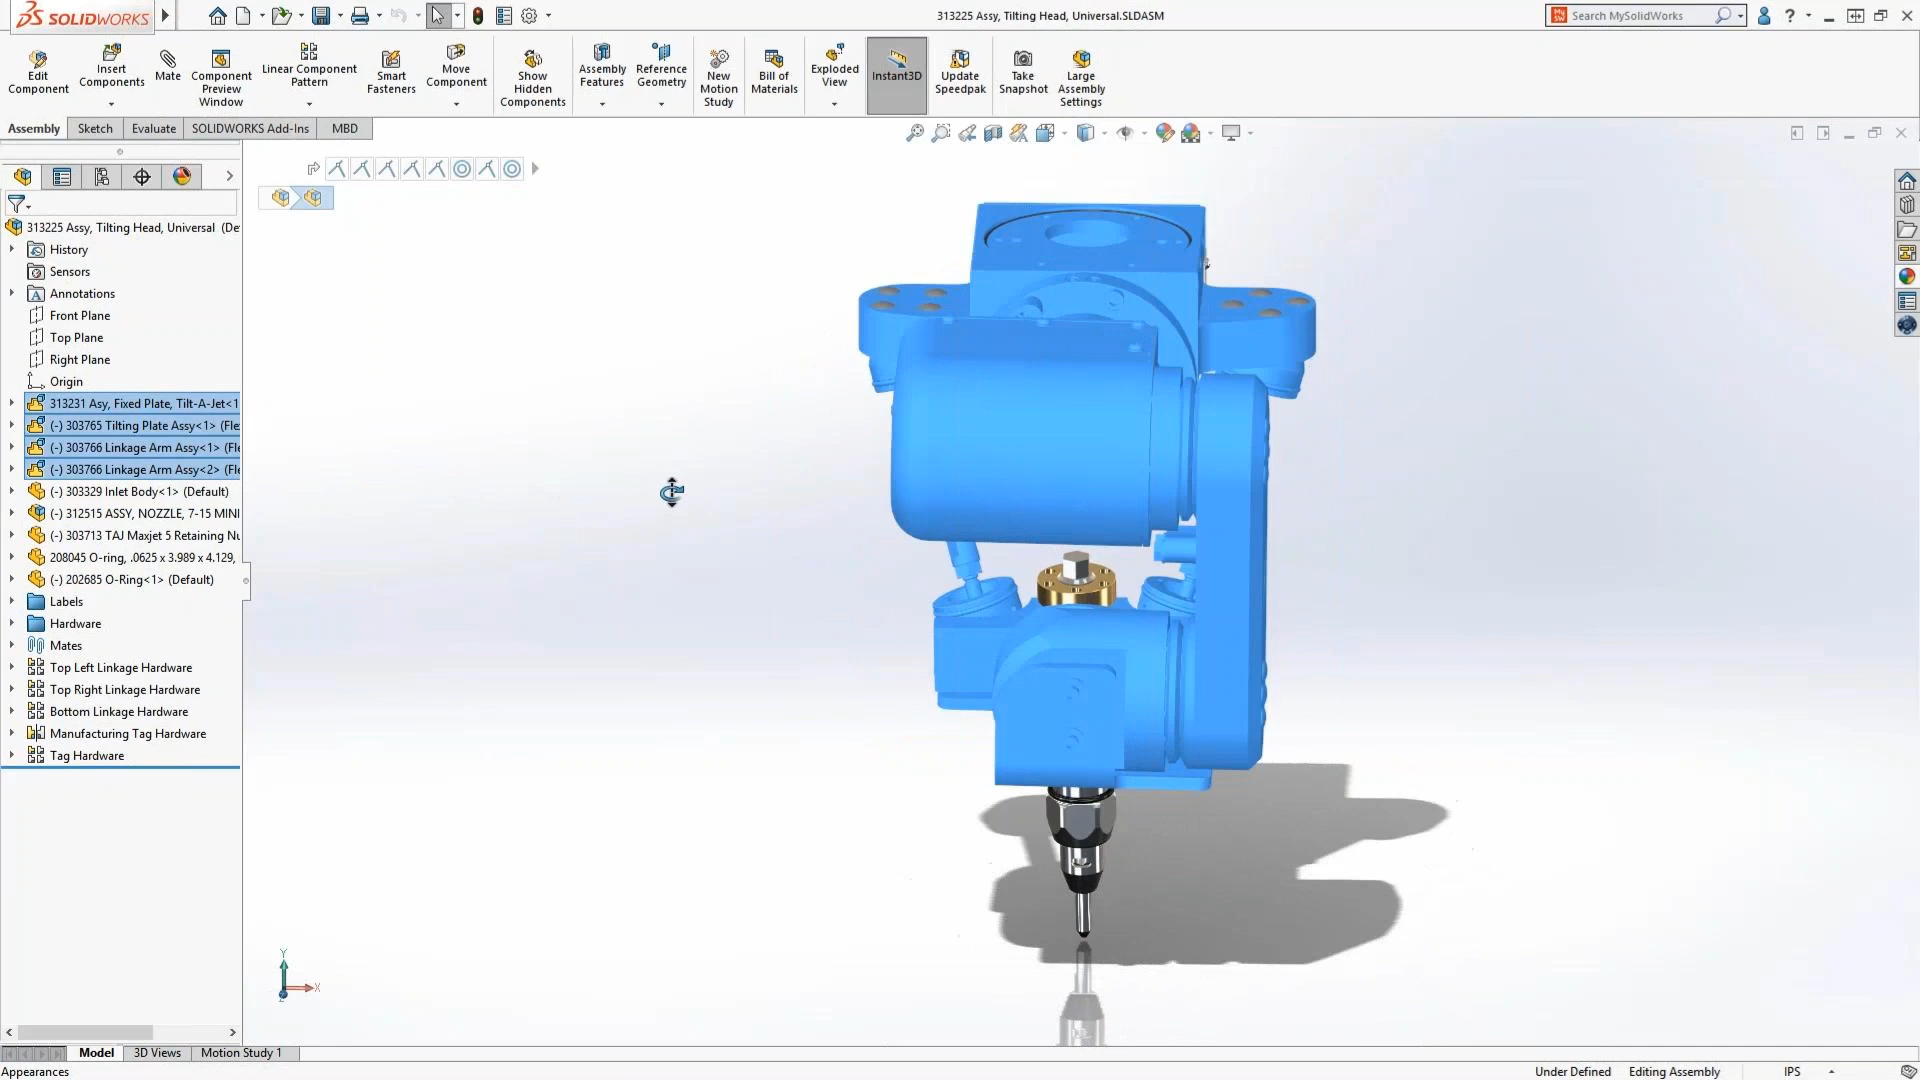 SOLIDWORKS
313225 Assy, Tilting Head, Universal.SLDASM
Search MySolidWorks
Edit Component
Insert Components
Mate
Component Preview Window
Linear Component Pattern
Smart Fasteners
Move Component
Show Hidden Components
Assembly Features
Reference Geometry
New Motion Study
Bill of Materials
Exploded View
Instant3D
Update Speedpak
Take Snapshot
Large Assembly Settings
Assembly
Sketch
Evaluate
SOLIDWORKS Add-Ins
MBD
313225 Assy, Tilting Head, Universal (De
History
Sensors
Annotations
Front Plane
Top Plane
Right Plane
Origin
313231 Asy, Fixed Plate, Tilt-A-Jet<1
(-) 303765 Tilting Plate Assy<1> (Fle
(-) 303766 Linkage Arm Assy<1> (Fle
(-) 303766 Linkage Arm Assy<2> (Fle
(-) 303329 Inlet Body<1> (Default)
(-) 312515 ASSY, NOZZLE, 7-15 MINI
(-) 303713 TAJ Maxjet 5 Retaining Nu
208045 O-ring, .0625 x 3.989 x 4.129,
(-) 202685 O-Ring<1> (Default)
Labels
Hardware
Mates
Top Left Linkage Hardware
Top Right Linkage Hardware
Bottom Linkage Hardware
Manufacturing Tag Hardware
Tag Hardware
Y
X
Z
Model
3D Views
Motion Study 1
Appearances
Under Defined
Editing Assembly
IPS